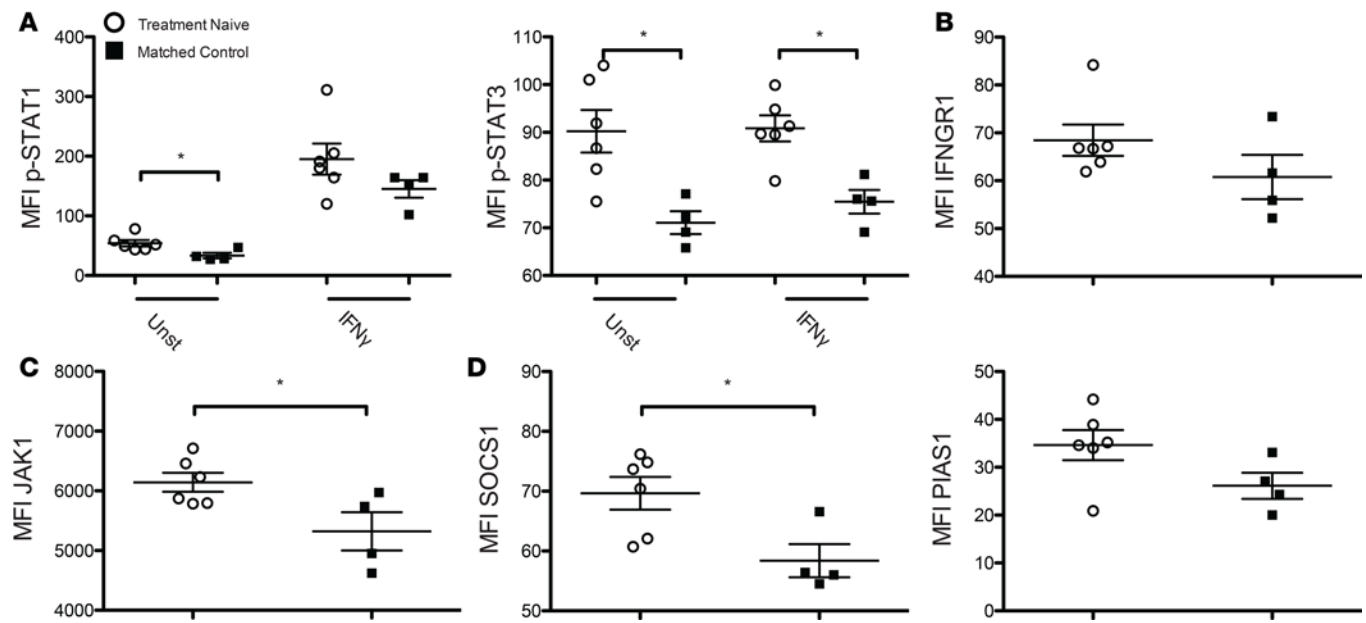 A
Treatment Naive
Matched Control
MFI p-STAT1
400
300
200
100
0
*
Unst
IFNγ
MFI p-STAT3
110
100
90
80
70
60
*
*
Unst
IFNγ
B
MFI IFNGR1
90
80
70
60
50
40
C
MFI JAK1
8000
7000
6000
5000
4000
*
D
MFI SOCS1
90
80
70
60
50
*
MFI PIAS1
50
40
30
20
10
0